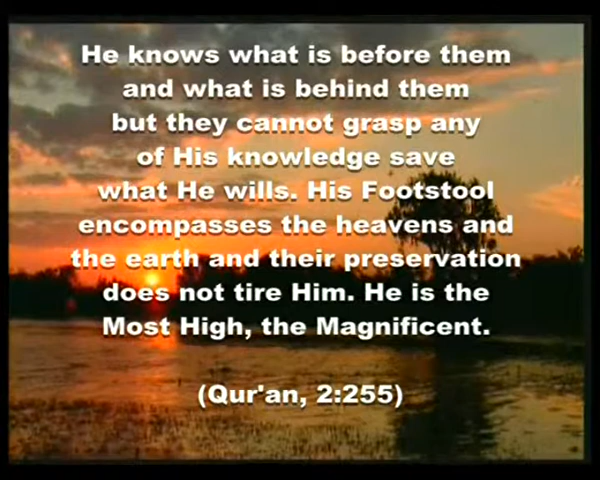 He knows what is before them
and what is behind them
but they cannot grasp any
of His knowledge save
what He wills. His Footstool
encompasses the heavens and
the earth and their preservation
does not tire Him. He is the
Most High, the Magnificent.
(Qur'an, 2:255)